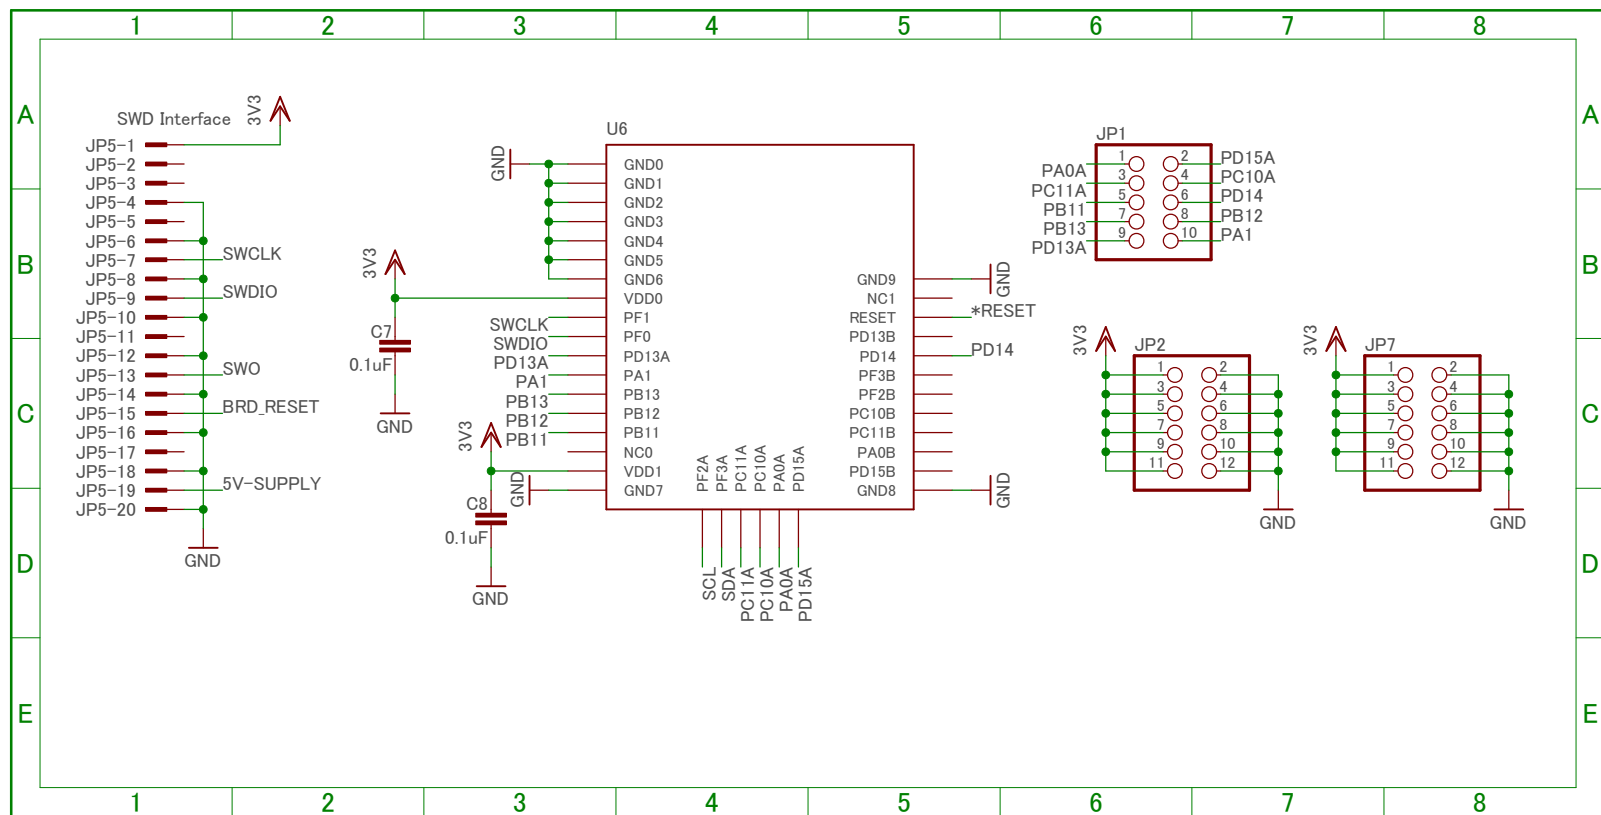 1 2 3 4 5 6 7 8
A A
B B
C C
D D
E E
1 2 3 4 5 6 7 8
SWD Interface
3V3
JP5-1
JP5-2
JP5-3
JP5-4
JP5-5
JP5-6
JP5-7 SWCLK
JP5-8
JP5-9 SWDIO
JP5-10
JP5-11
JP5-12
JP5-13 SWO
JP5-14
JP5-15 BRD_RESET
JP5-16
JP5-17
JP5-18
JP5-19 5V-SUPPLY
JP5-20
GND
3V3
C7
0.1uF
GND
3V3
C8
0.1uF
GND
U6
GND
GND0
GND1
GND2
GND3
GND4
GND5
GND6
VDD0
PF1
PF0
PD13A
PA1
PB13
PB12
PB11
NC0
VDD1
GND7
SWCLK
SWDIO
PD13A
PA1
PB13
PB12
PB11
GND
PF2A
PF3A
PC11A
PC10A
PA0A
PD15A
SCL
SDA
PC11A
PC10A
PA0A
PD15A
GND9
NC1
RESET
PD13B
PD14
PF3B
PF2B
PC10B
PC11B
PA0B
PD15B
GND8
GND
*RESET
PD14
GND
JP1
PA0A 1 2 PD15A
PC11A 3 4 PC10A
PB11 5 6 PD14
PB13 7 8 PB12
PD13A 9 10 PA1
3V3
JP2
1 2
3 4
5 6
7 8
9 10
11 12
GND
3V3
JP7
1 2
3 4
5 6
7 8
9 10
11 12
GND